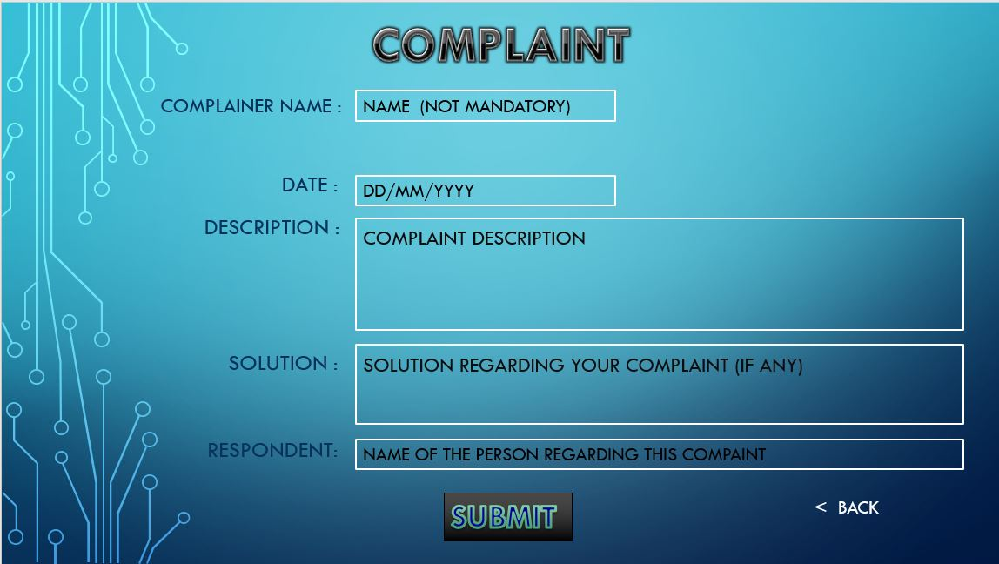 COMPLAINT
COMPLAINER NAME : NAME (NOT MANDATORY)
DATE : DD/MM/YYYY
DESCRIPTION : COMPLAINT DESCRIPTION
SOLUTION : SOLUTION REGARDING YOUR COMPLAINT (IF ANY)
RESPONDENT: NAME OF THE PERSON REGARDING THIS COMPAINT
SUBMIT
< BACK